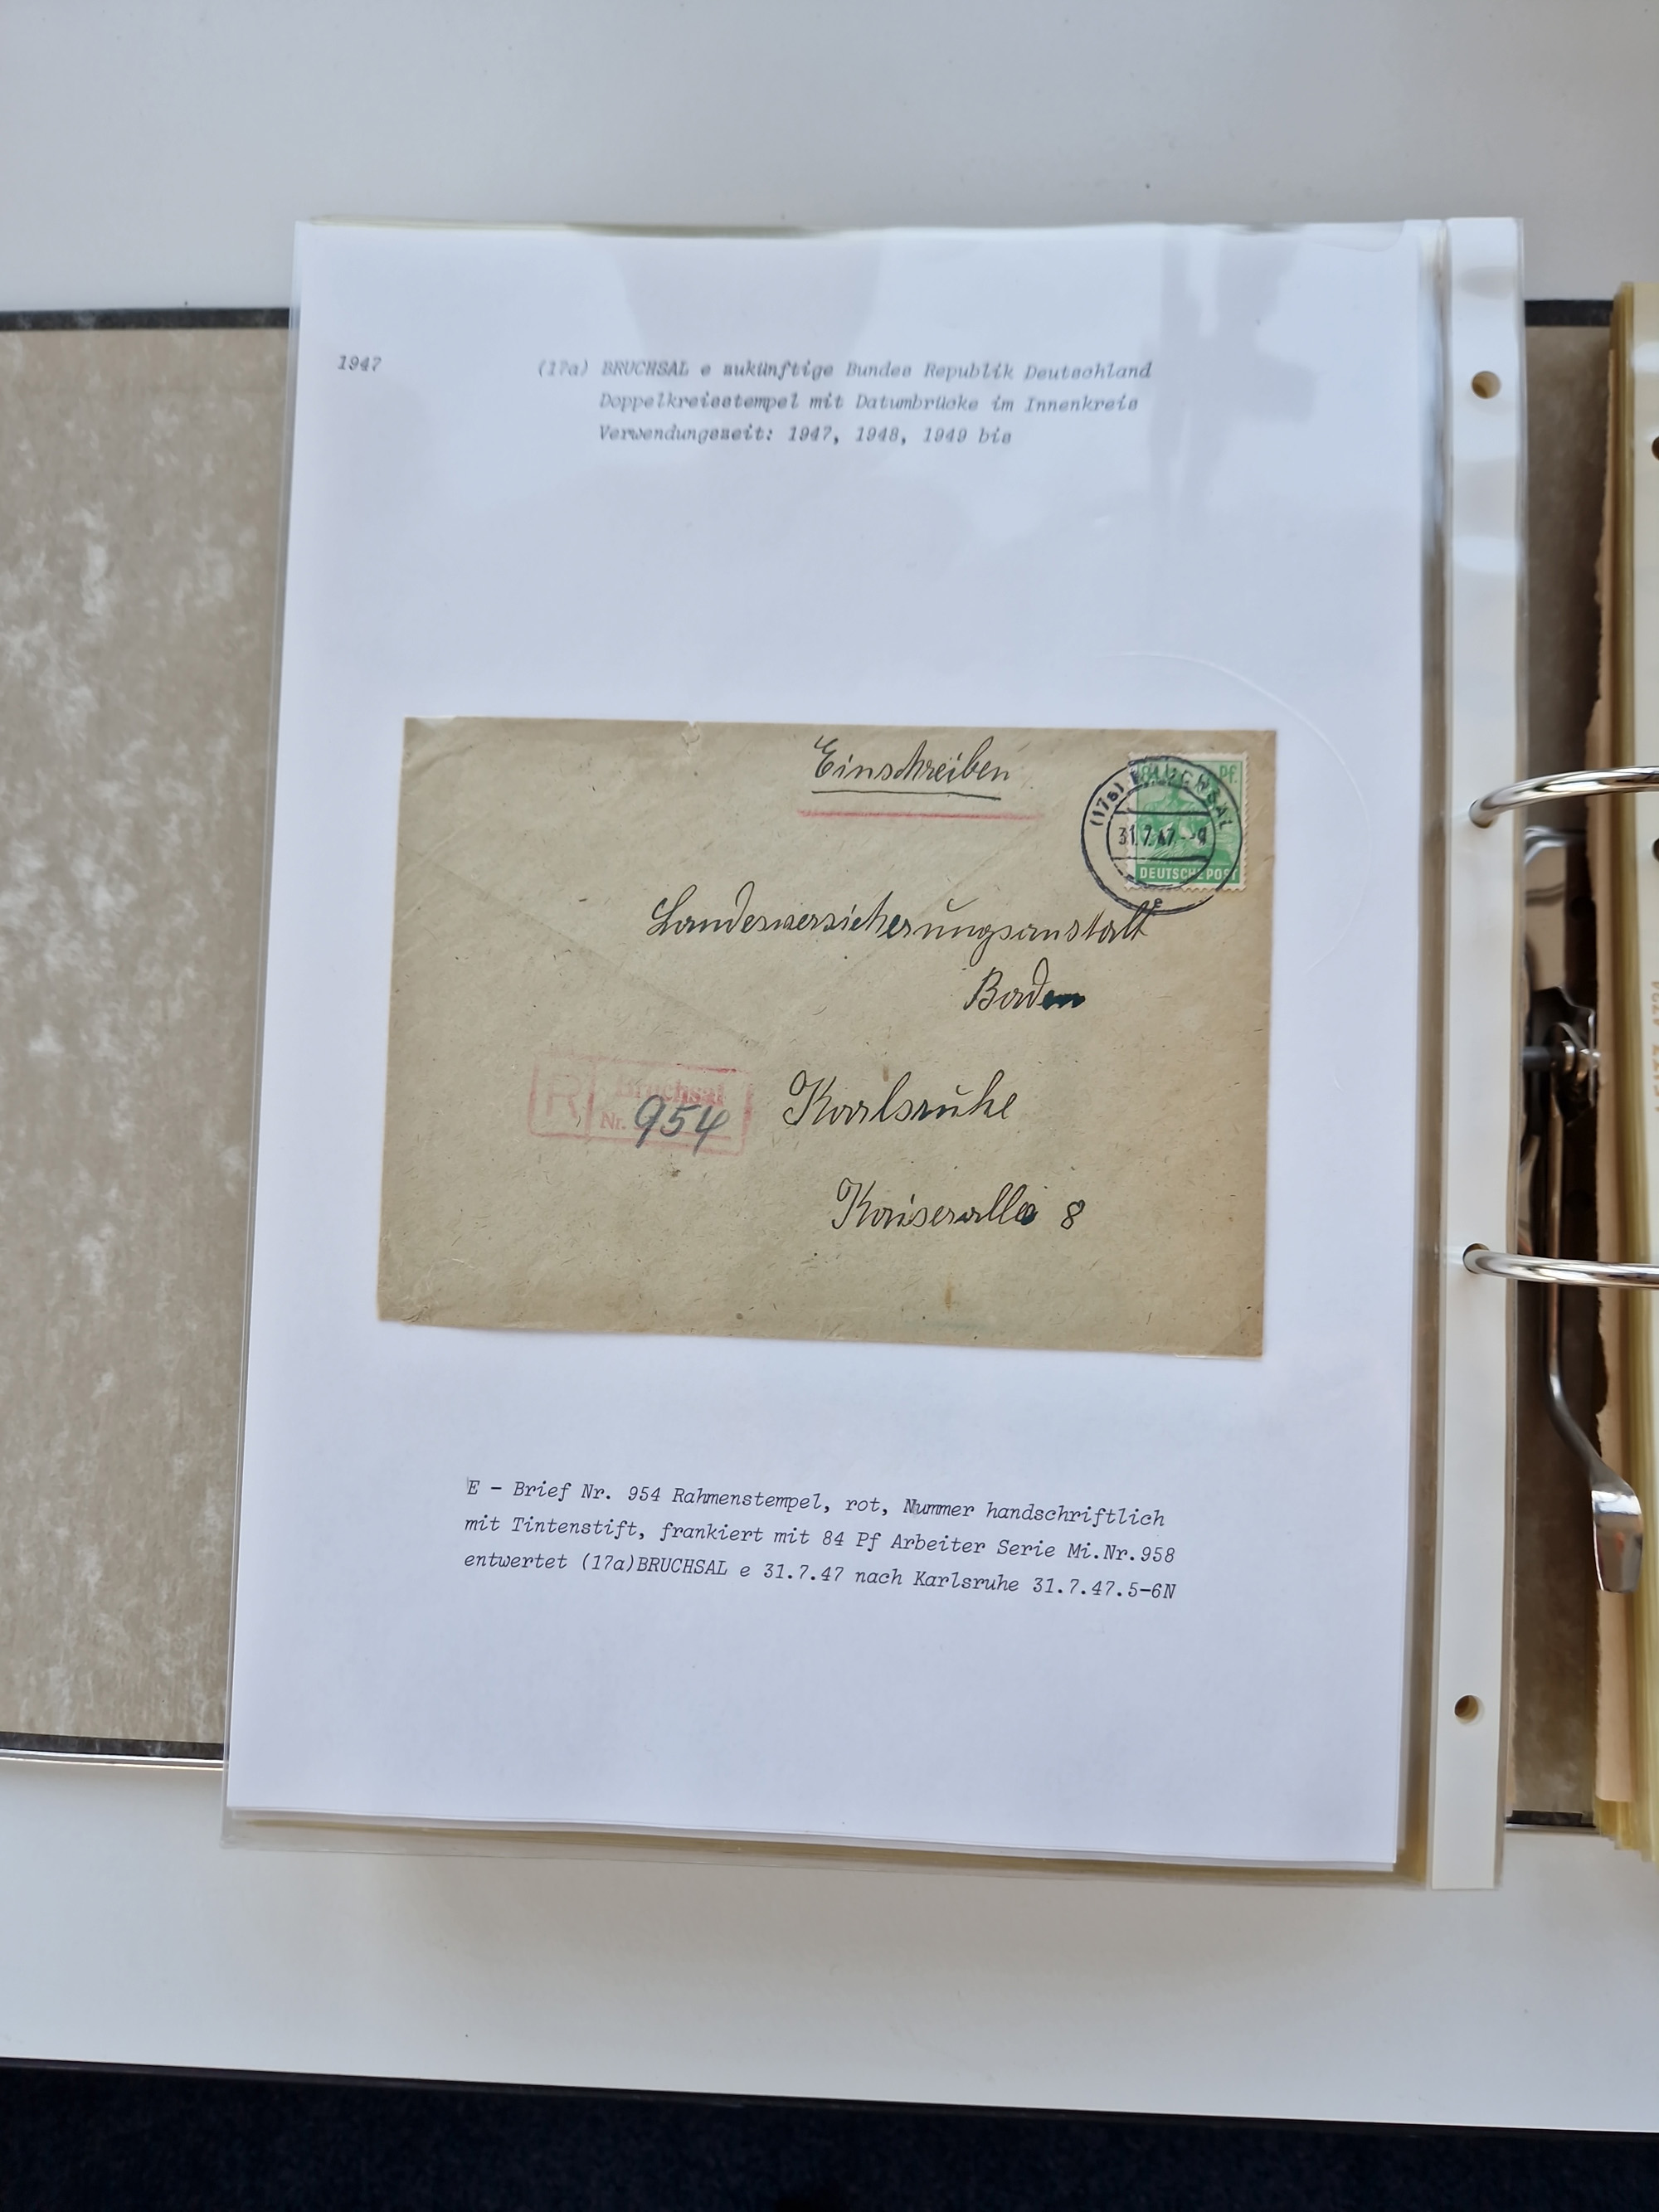 1947
(17a) BRUCHSAL e zukünftige Bundes Republik Deutschland
Doppelkreisstempel mit Datumbrücke im Innenkreis
Verwendungszeit: 1947, 1948, 1949 bis
Einschreiben
84 Pf.
(17a) BRUCHSAL
31.7.47.--9
DEUTSCHE POST
e
Landesversicherungsanstalt
Baden
R Bruchsal
Nr. 954
Karlsruhe
Kaiserallee 8
E - Brief Nr. 954 Rahmenstempel, rot, Nummer handschriftlich
mit Tintenstift, frankiert mit 84 Pf Arbeiter Serie Mi.Nr.958
entwertet (17a)BRUCHSAL e 31.7.47 nach Karlsruhe 31.7.47.5-6N